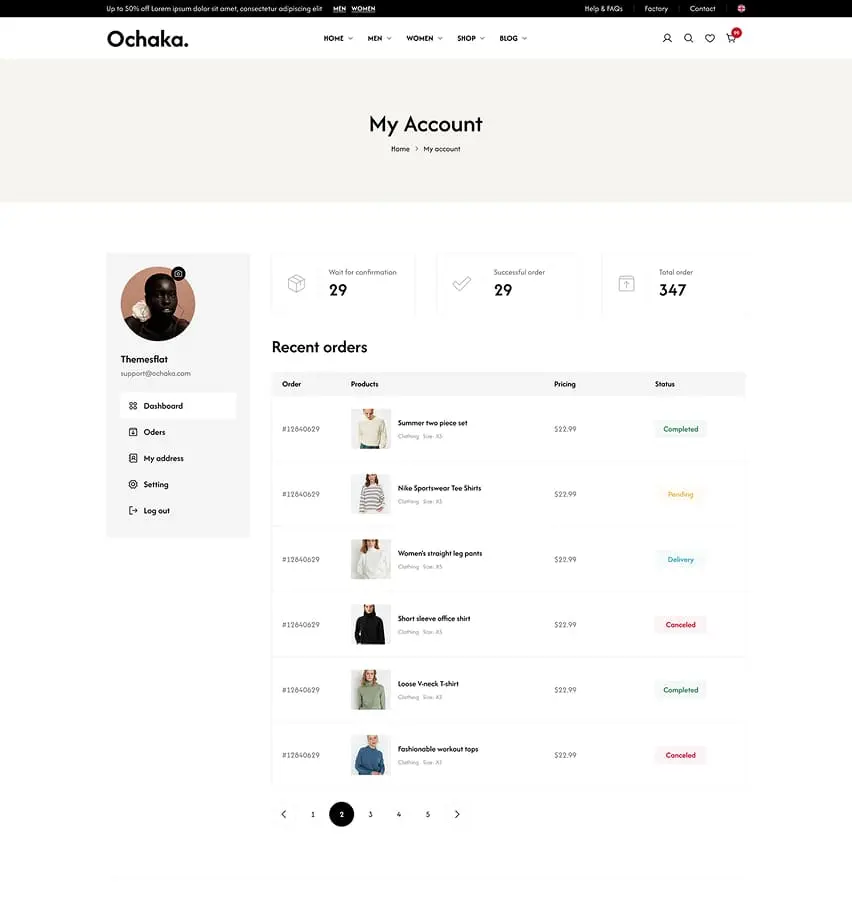 Up to 50% off Lorem ipsum dolor sit amet, consectetur adipiscing elit MEN WOMEN Help & FAQs Factory Contact
Ochaka. HOME MEN WOMEN SHOP BLOG
My Account
Home > My account
Themesflat
support@ochaka.com
Dashboard
Oders
My address
Setting
Log out
Wait for confirmation
29
Successful order
29
Total order
347
Recent orders
Order Products Pricing Status
#12840629 Summer two piece set $22.99 Completed
Clothing Size: XS
#12840629 Nike Sportswear Tee Shirts $22.99 Pending
Clothing Size: XS
#12840629 Women's straight leg pants $22.99 Delivery
Clothing Size: XS
#12840629 Short sleeve office shirt $22.99 Canceled
Clothing Size: XS
#12840629 Loose V-neck T-shirt $22.99 Completed
Clothing Size: XS
#12840629 Fashionable workout tops $22.99 Canceled
Clothing Size: XS
1 2 3 4 5